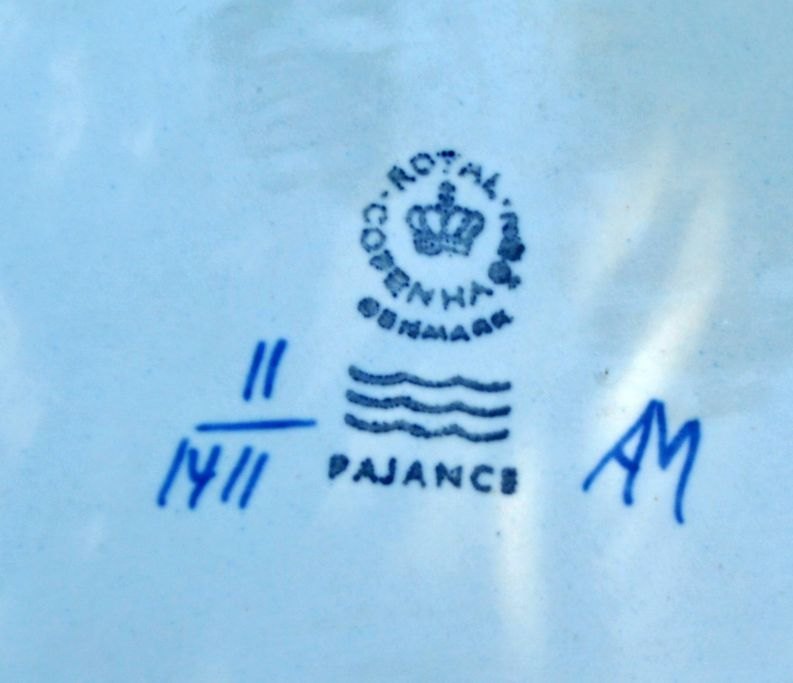 ROYAL COPENHAGEN
DENMARK
11
1411
FAJANCE
AM